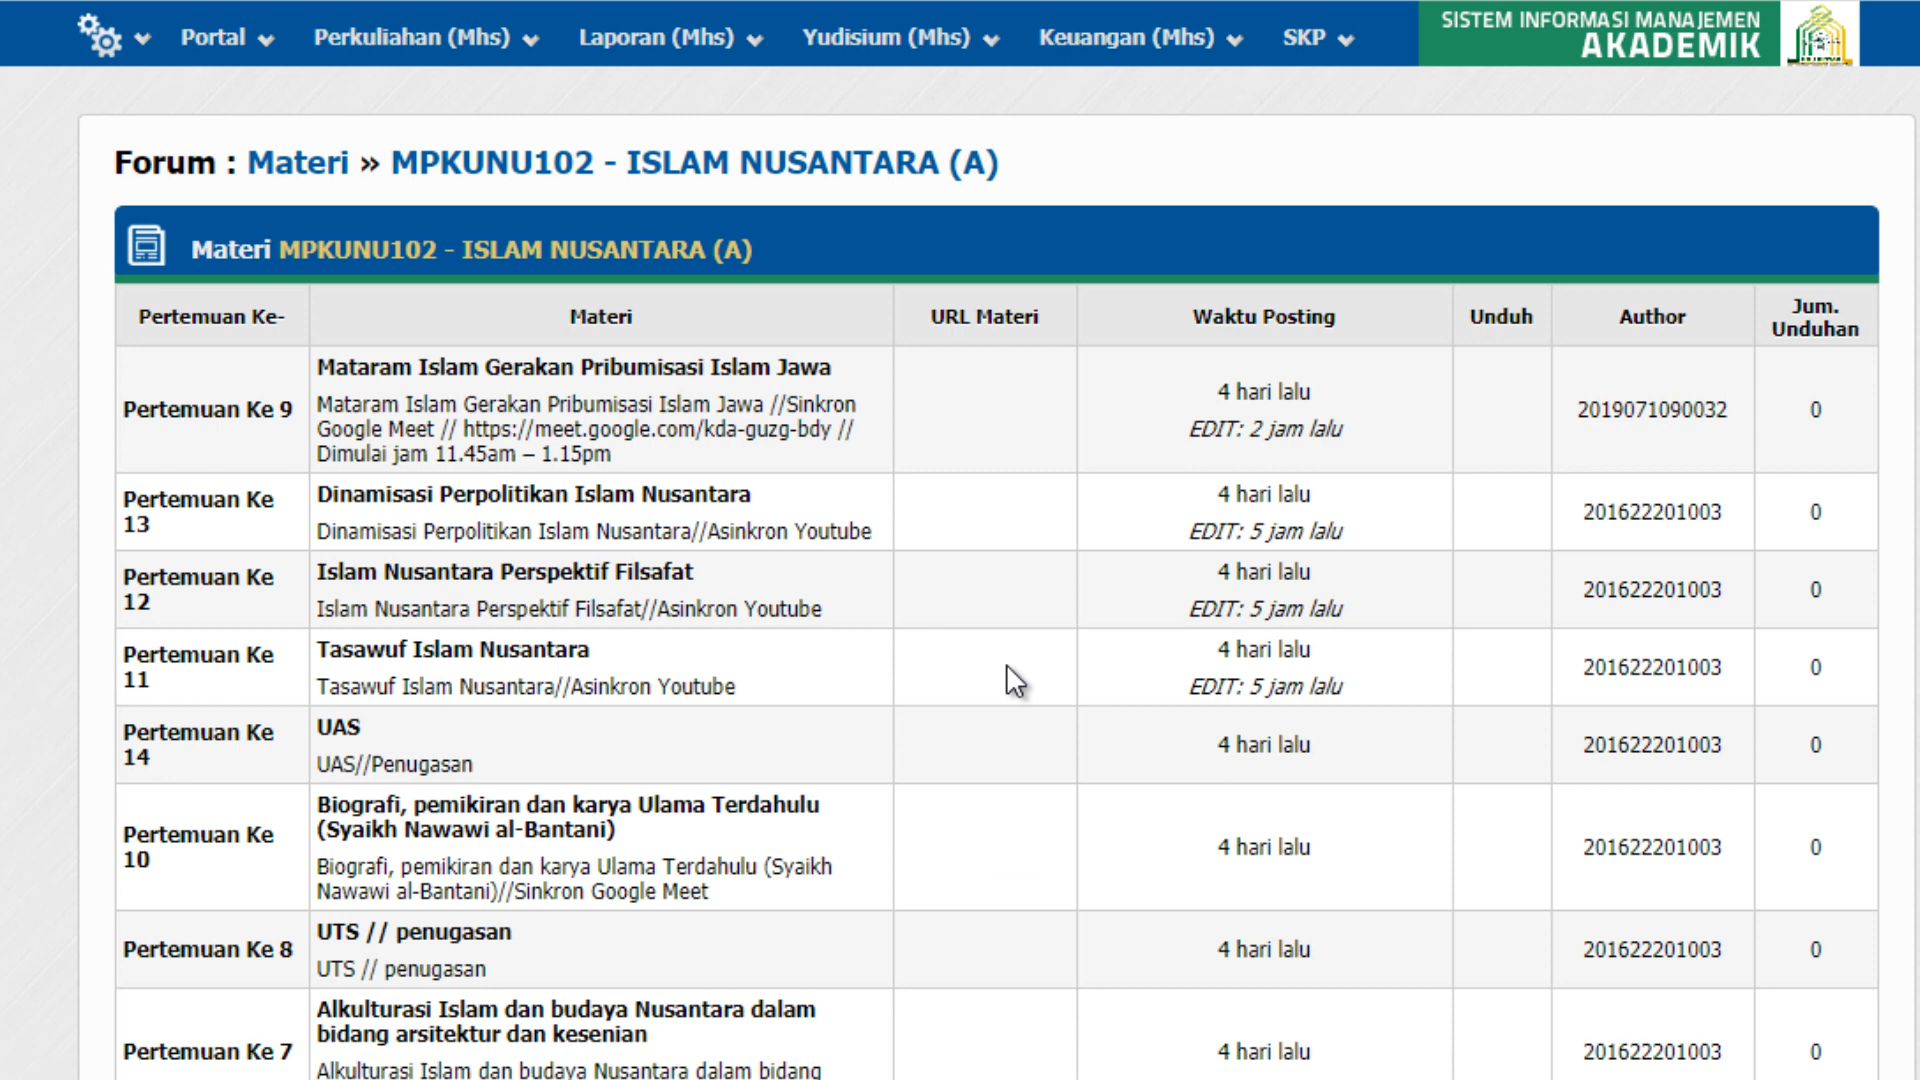 Portal
Perkuliahan (Mhs)
Laporan (Mhs)
Yudisium (Mhs)
Keuangan (Mhs)
SKP
SISTEM INFORMASI MANAJEMEN
AKADEMIK
Forum : Materi » MPKUNU102 - ISLAM NUSANTARA (A)
Materi MPKUNU102 - ISLAM NUSANTARA (A)
Pertemuan Ke-
Materi
URL Materi
Waktu Posting
Unduh
Author
Jum.
Unduhan
Pertemuan Ke 9
Mataram Islam Gerakan Pribumisasi Islam Jawa
Mataram Islam Gerakan Pribumisasi Islam Jawa //Sinkron
Google Meet // https://meet.google.com/kda-guzg-bdy //
Dimulai jam 11.45am – 1.15pm
4 hari lalu
EDIT: 2 jam lalu
2019071090032
0
Pertemuan Ke
13
Dinamisasi Perpolitikan Islam Nusantara
Dinamisasi Perpolitikan Islam Nusantara//Asinkron Youtube
4 hari lalu
EDIT: 5 jam lalu
201622201003
0
Pertemuan Ke
12
Islam Nusantara Perspektif Filsafat
Islam Nusantara Perspektif Filsafat//Asinkron Youtube
4 hari lalu
EDIT: 5 jam lalu
201622201003
0
Pertemuan Ke
11
Tasawuf Islam Nusantara
Tasawuf Islam Nusantara//Asinkron Youtube
4 hari lalu
EDIT: 5 jam lalu
201622201003
0
Pertemuan Ke
14
UAS
UAS//Penugasan
4 hari lalu
201622201003
0
Pertemuan Ke
10
Biografi, pemikiran dan karya Ulama Terdahulu
(Syaikh Nawawi al-Bantani)
Biografi, pemikiran dan karya Ulama Terdahulu (Syaikh
Nawawi al-Bantani)//Sinkron Google Meet
4 hari lalu
201622201003
0
Pertemuan Ke 8
UTS // penugasan
UTS // penugasan
4 hari lalu
201622201003
0
Pertemuan Ke 7
Alkulturasi Islam dan budaya Nusantara dalam
bidang arsitektur dan kesenian
Alkulturasi Islam dan budaya Nusantara dalam bidang
4 hari lalu
201622201003
0